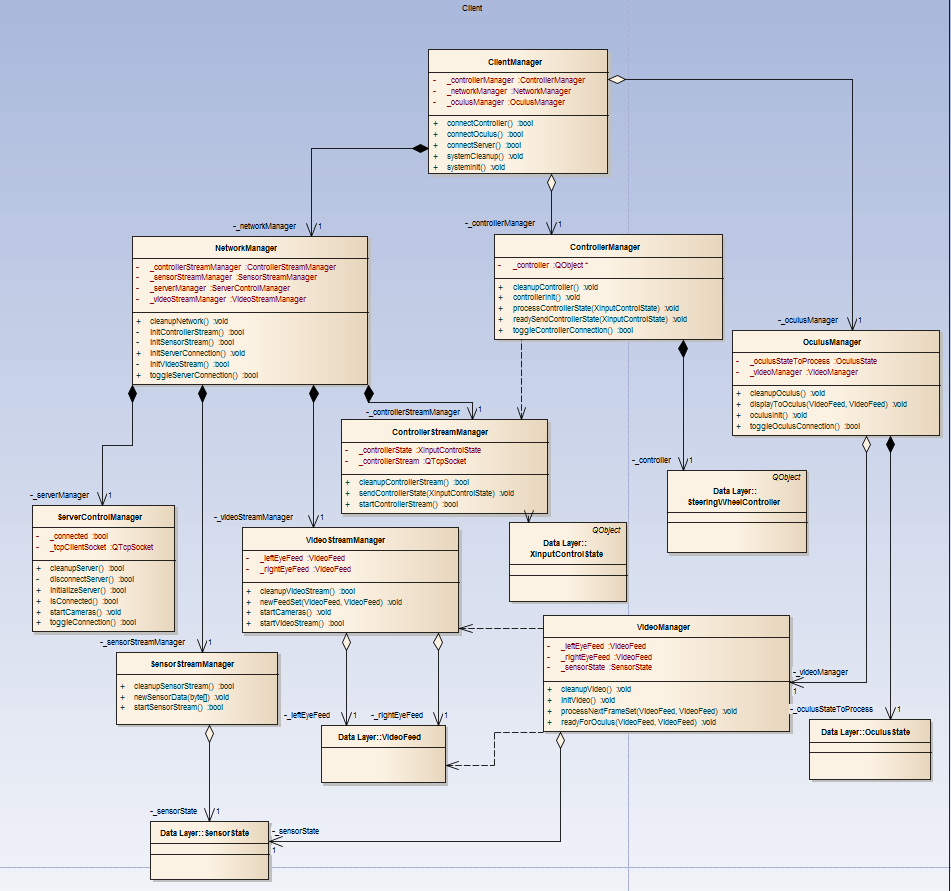 Client
ClientManager
- _controllerManager :ControllerManager
- _networkManager :NetworkManager
- _oculusManager :OculusManager
+ connectController() :bool
+ connectOculus() :bool
+ connectServer() :bool
+ systemCleanup() :void
+ systemInit() :void
-_networkManager 1
-_controllerManager 1
NetworkManager
- _controllerStreamManager :ControllerStreamManager
- _sensorStreamManager :SensorStreamManager
- _serverManager :ServerControlManager
- _videoStreamManager :VideoStreamManager
+ cleanupNetwork() :void
- initControllerStream() :bool
- initSensorStream() :bool
+ initServerConnection() :void
- initVideoStream() :bool
+ toggleServerConnection() :bool
ControllerManager
- _controller :QObject *
+ cleanupController() :void
+ controllerInit() :void
+ processControllerState(XInputControlState) :void
+ readySendControllerState(XInputControlState) :void
+ toggleControllerConnection() :bool
-_oculusManager 1
OculusManager
- _oculusStateToProcess :OculusState
- _videoManager :VideoManager
+ cleanupOculus() :void
+ displayToOculus(VideoFeed, VideoFeed) :void
+ oculusInit() :void
+ toggleOculusConnection() :bool
-_controllerStreamManager 1
ControllerStreamManager
- _controllerState :XInputControlState
- _controllerStream :QTcpSocket
+ cleanupControllerStream() :bool
+ sendControllerState(XInputControlState) :void
+ startControllerStream() :bool
-_controller 1
QObject
Data Layer::
SteeringWheelController
-_serverManager 1
ServerControlManager
- _connected :bool
- _tcpClientSocket :QTcpSocket
+ cleanupServer() :bool
- disconnectServer() :bool
+ initializeServer() :bool
+ isConnected() :bool
+ startCameras() :void
+ toggleConnection() :bool
-_videoStreamManager 1
VideoStreamManager
- _leftEyeFeed :VideoFeed
- _rightEyeFeed :VideoFeed
+ cleanupVideoStream() :bool
+ newFeedSet(VideoFeed, VideoFeed) :void
+ startCameras() :void
+ startVideoStream() :bool
QObject
Data Layer::
XInputControlState
-_sensorStreamManager 1
SensorStreamManager
+ cleanupSensorStream() :bool
+ newSensorData(byte[]) :void
+ startSensorStream() :bool
VideoManager
- _leftEyeFeed :VideoFeed
- _rightEyeFeed :VideoFeed
- _sensorState :SensorState
+ cleanupVideo() :void
+ initVideo() :void
+ processNextFrameSet(VideoFeed, VideoFeed) :void
+ readyForOculus(VideoFeed, VideoFeed) :void
-_videoManager
1
-_leftEyeFeed 1
-_rightEyeFeed 1
Data Layer::VideoFeed
-_oculusStateToProcess 1
Data Layer::OculusState
-_sensorState 1
Data Layer::SensorState
-_sensorState
1